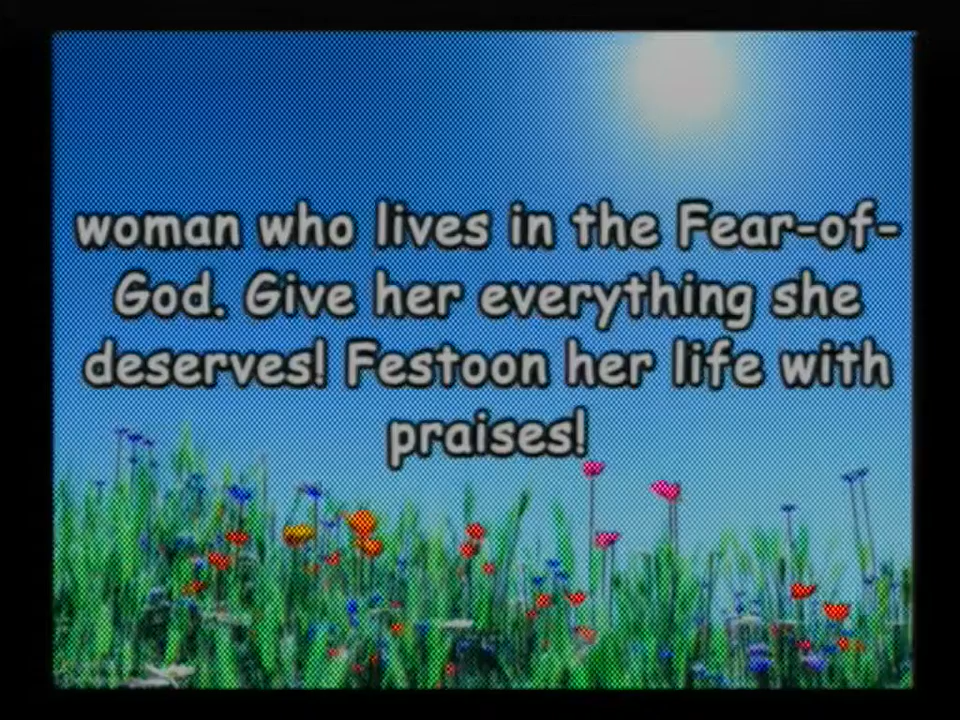 woman who lives in the Fear-of-
God. Give her everything she
deserves! Festoon her life with
praises!